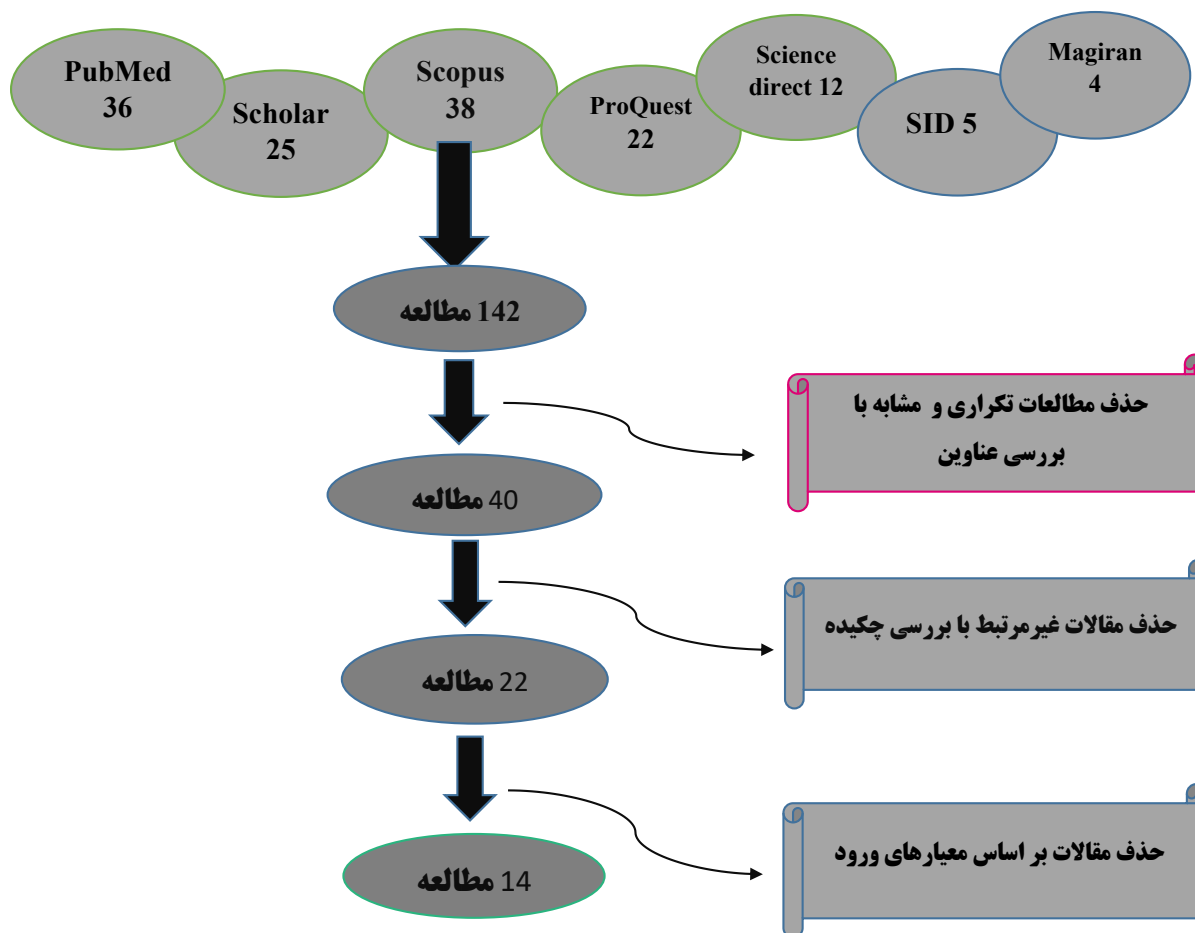 PubMed
36
Scholar
25
Scopus
38
ProQuest
22
Science
direct 12
SID 5
Magiran
4
142 مطالعه
حذف مطالعات تکراری و مشابه با
بررسی عناوین
40 مطالعه
حذف مقالات غیرمرتبط با بررسی چکیده
22 مطالعه
حذف مقالات بر اساس معیارهای ورود
14 مطالعه